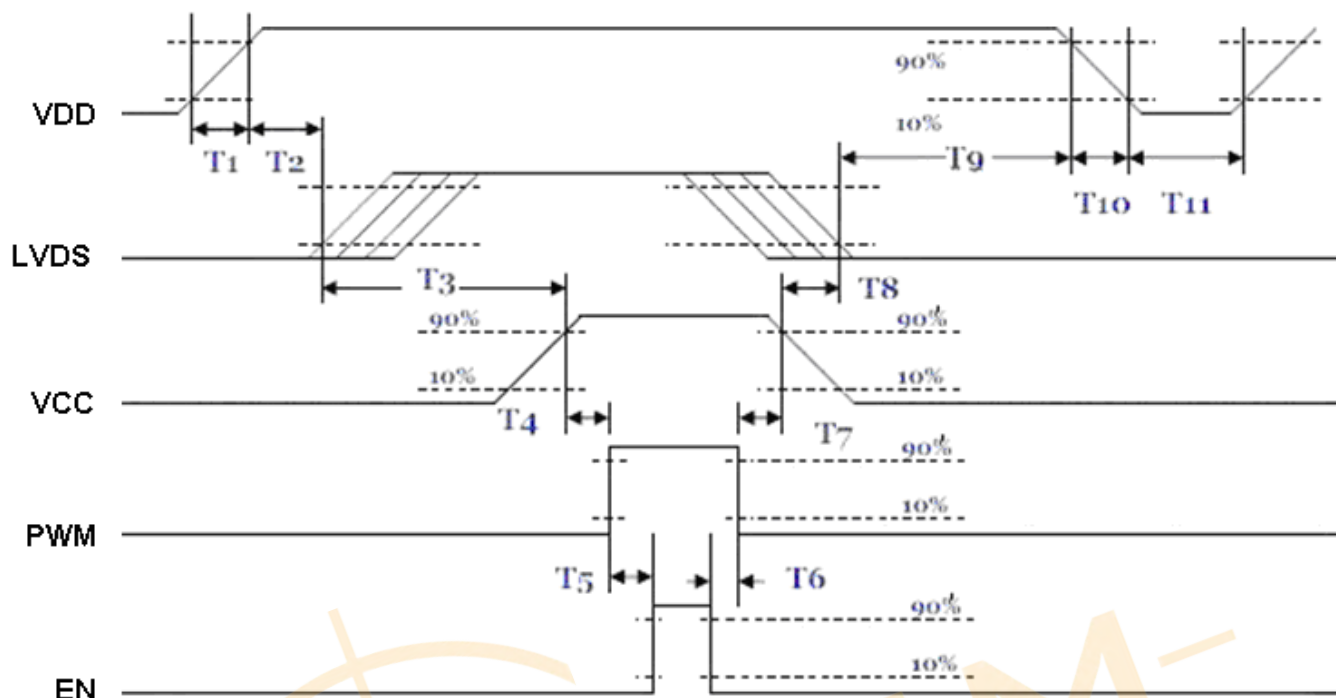 90%
VDD
10%
T1 T2 T9
T10 T11
LVDS
T3 T8
90% 90%
10% 10%
VCC
T4 T7
90%
10%
PWM
T5 T6
90%
10%
EN